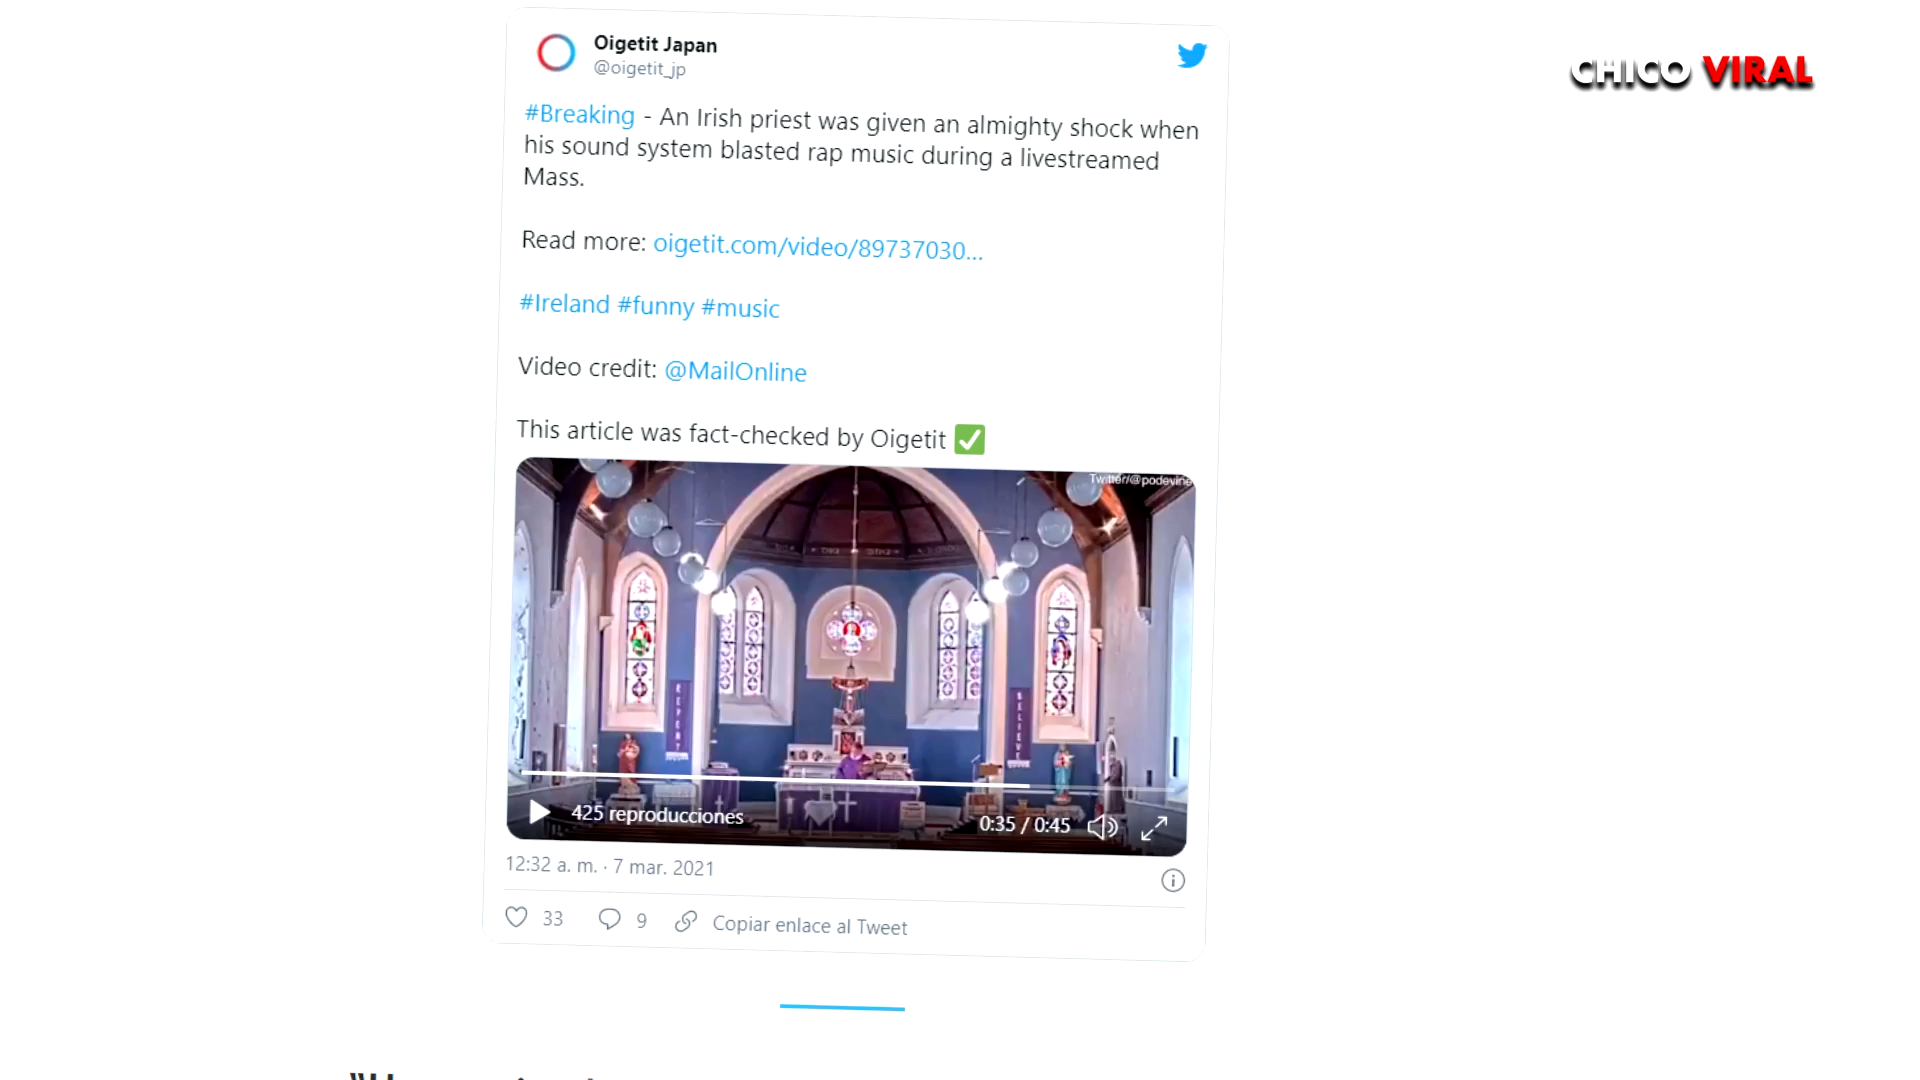 Oigetit Japan
@oigetit_jp
CHICO VIRAL
#Breaking - An Irish priest was given an almighty shock when
his sound system blasted rap music during a livestreamed
Mass.
Read more: oigetit.com/video/89737030...
#Ireland #funny #music
Video credit: @MailOnline
This article was fact-checked by Oigetit
Twitter/@podevine
REPENT
BELIEVE
425 reproducciones
0:35 / 0:45
12:32 a. m. · 7 mar. 2021
33
9
Copiar enlace al Tweet